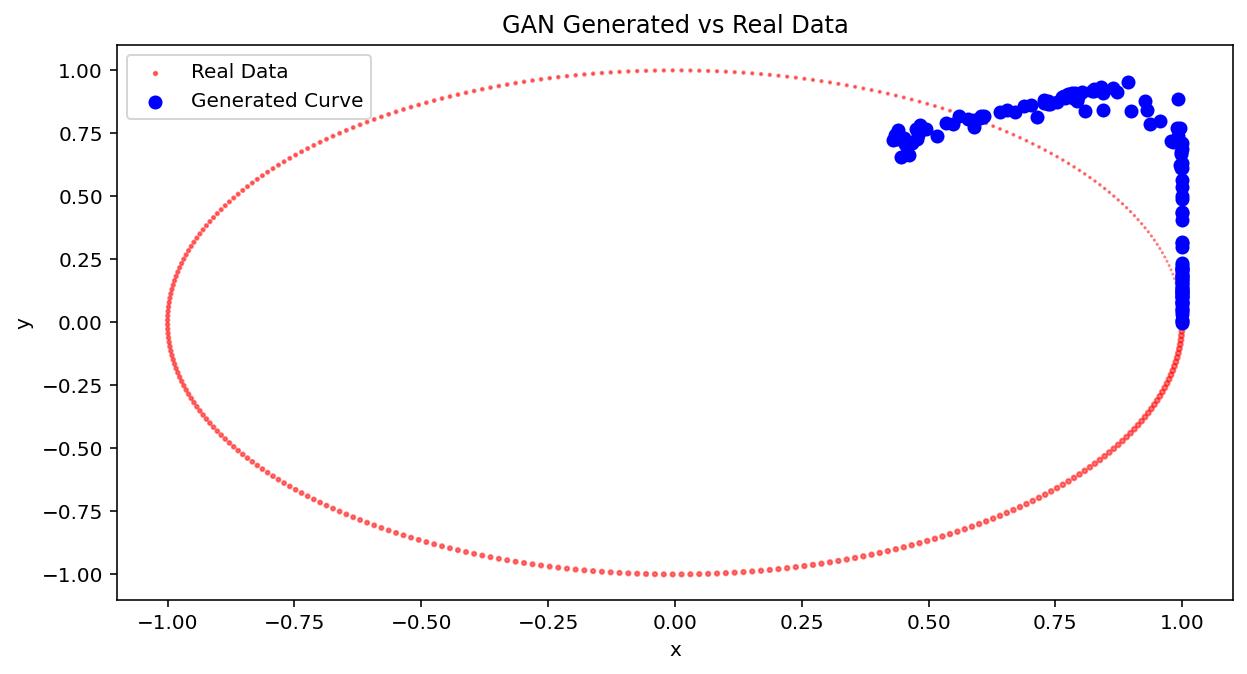 GAN Generated vs Real Data
Real Data
Generated Curve
1.00
0.75
0.50
0.25
0.00
−0.25
−0.50
−0.75
−1.00
y
−1.00 −0.75 −0.50 −0.25 0.00 0.25 0.50 0.75 1.00
x